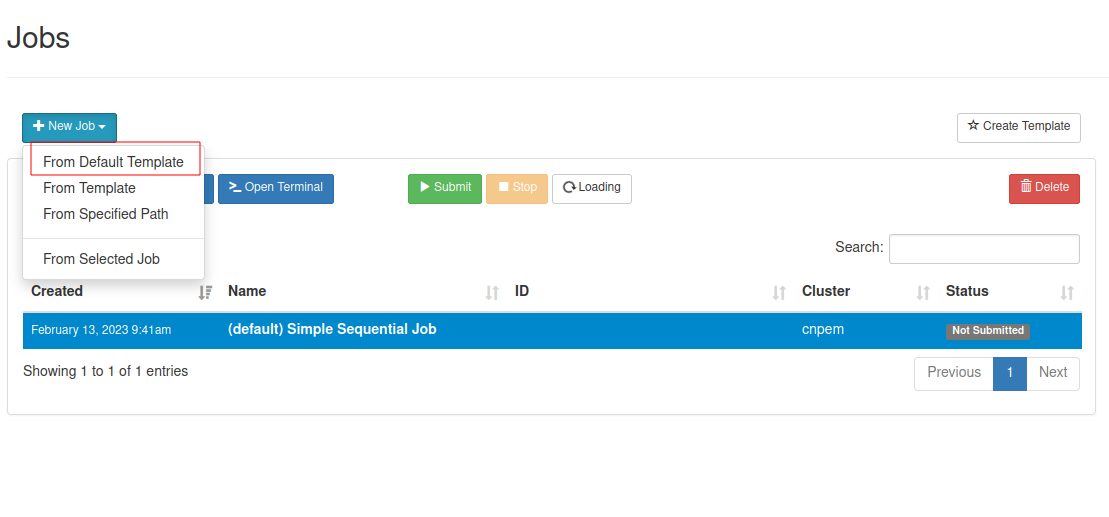 Jobs
New Job
Create Template
From Default Template
From Template
From Specified Path
From Selected Job
Open Terminal
Submit
Stop
Loading
Delete
Search:
Created Name ID Cluster Status
February 13, 2023 9:41am (default) Simple Sequential Job cnpem Not Submitted
Showing 1 to 1 of 1 entries
Previous 1 Next